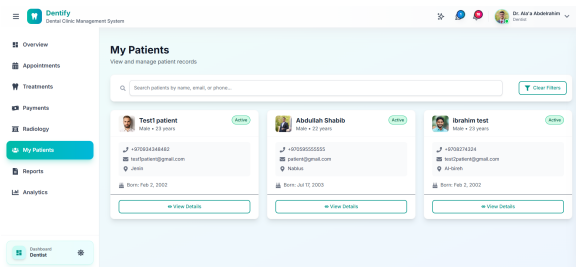 Dentify
Dental Clinic Management System
Dr. Ala'a Abdelrahim
Dentist
Overview
Appointments
Treatments
Payments
Radiology
My Patients
Reports
Analytics
Dashboard
Dentist
My Patients
View and manage patient records
Search patients by name, email, or phone...
Clear Filters
Test1 patient
Male • 23 years
Active
+970934348483
test1patient@gmail.com
Jenin
Born: Feb 2, 2002
View Details
Abdullah Shabib
Male • 22 years
Active
+970595555555
patient@gmail.com
Nablus
Born: Jul 17, 2003
View Details
ibrahim test
Male • 23 years
Active
+9708274324
test2patient@gmail.com
Al-bireh
Born: Feb 2, 2002
View Details